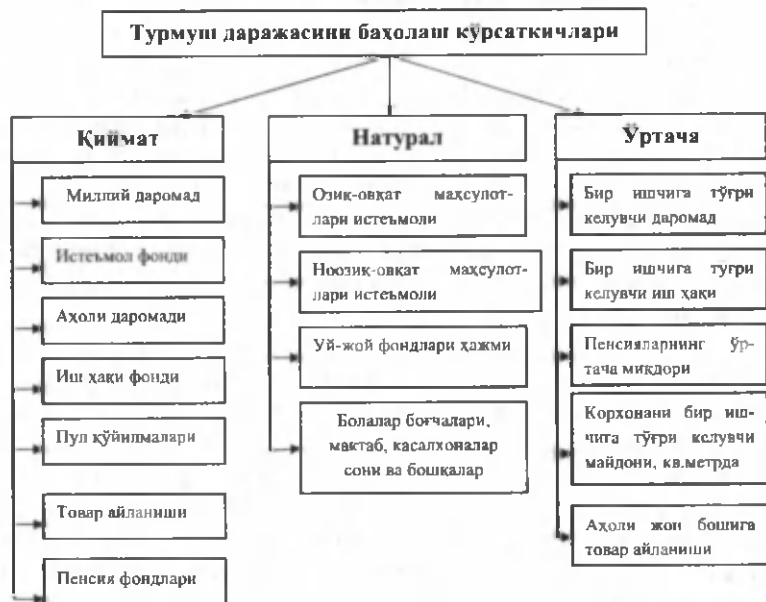 Турмуш даражасини баҳолаш кўрсаткичлари
Қиймат
Миллий даромад
Истеъмол фонди
Аҳоли даромади
Иш ҳақи фонди
Пул қўйилмалари
Товар айланиши
Пенсия фондлари
Натурал
Озиқ-овқат маҳсулот-
лари истеъмоли
Ноозиқ-овқат маҳсулот-
лари истеъмоли
Уй-жой фондлари ҳажми
Болалар боғчалари,
мактаб, касалхоналар
сони ва бошқалар
Ўртача
Бир ишчига тўғри
келувчи даромад
Бир ишчига туғри
келувчи иш ҳақи
Пенсияларнинг ўр-
тача миқдори
Корхонани бир иш-
чига тўғри келувчи
майдони, кв.метрда
Аҳоли жон бошига
товар айланиши